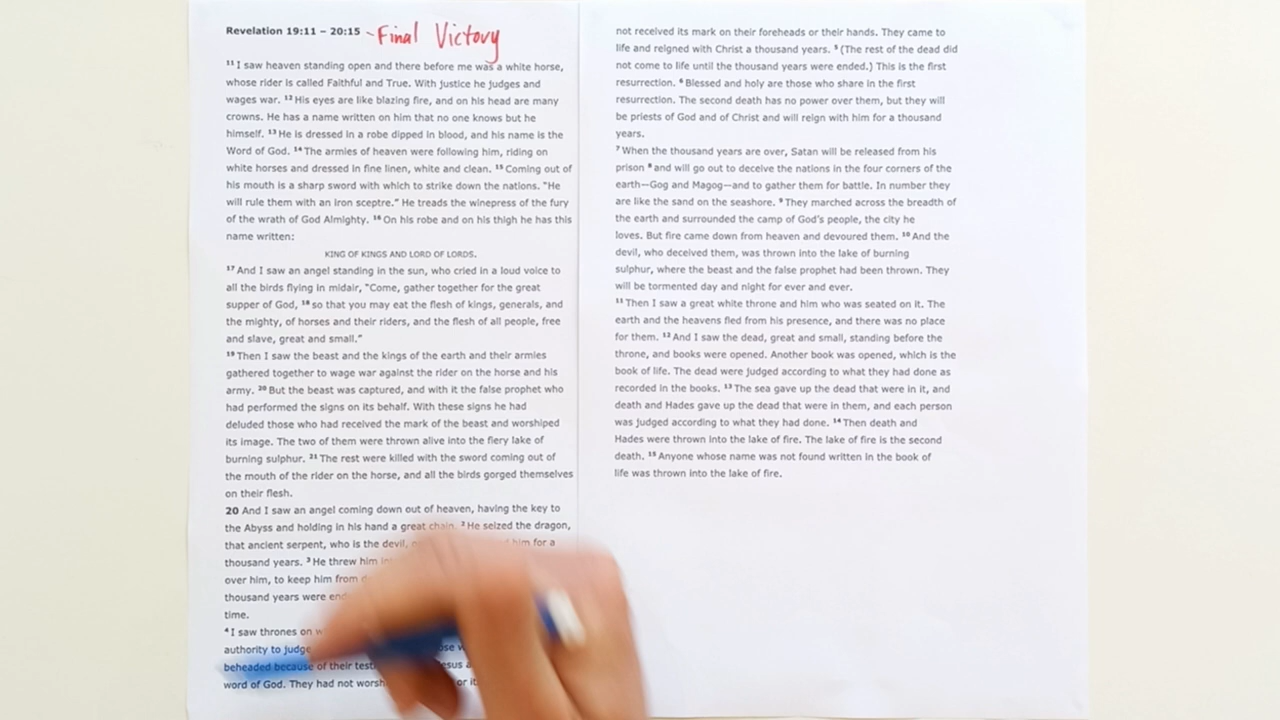 Revelation 19:11 – 20:15 ~ Final Victory
¹¹ I saw heaven standing open and there before me was a white horse,
whose rider is called Faithful and True. With justice he judges and
wages war. ¹² His eyes are like blazing fire, and on his head are many
crowns. He has a name written on him that no one knows but he
himself. ¹³ He is dressed in a robe dipped in blood, and his name is the
Word of God. ¹⁴ The armies of heaven were following him, riding on
white horses and dressed in fine linen, white and clean. ¹⁵ Coming out of
his mouth is a sharp sword with which to strike down the nations. "He
will rule them with an iron sceptre." He treads the winepress of the fury
of the wrath of God Almighty. ¹⁶ On his robe and on his thigh he has this
name written:
KING OF KINGS AND LORD OF LORDS.
¹⁷ And I saw an angel standing in the sun, who cried in a loud voice to
all the birds flying in midair, "Come, gather together for the great
supper of God, ¹⁸ so that you may eat the flesh of kings, generals, and
the mighty, of horses and their riders, and the flesh of all people, free
and slave, great and small."
¹⁹ Then I saw the beast and the kings of the earth and their armies
gathered together to wage war against the rider on the horse and his
army. ²⁰ But the beast was captured, and with it the false prophet who
had performed the signs on its behalf. With these signs he had
deluded those who had received the mark of the beast and worshiped
its image. The two of them were thrown alive into the fiery lake of
burning sulphur. ²¹ The rest were killed with the sword coming out of
the mouth of the rider on the horse, and all the birds gorged themselves
on their flesh.
20 And I saw an angel coming down out of heaven, having the key to
the Abyss and holding in his hand a great chain. ² He seized the dragon,
that ancient serpent, who is the devil, him for a
thousand years. ³ He threw him
over him, to keep him from
thousand years were
time.
⁴ I saw thrones on
authority to judge
beheaded because of their
word of God. They had not
not received its mark on their foreheads or their hands. They came to
life and reigned with Christ a thousand years. ⁵ (The rest of the dead did
not come to life until the thousand years were ended.) This is the first
resurrection. ⁶ Blessed and holy are those who share in the first
resurrection. The second death has no power over them, but they will
be priests of God and of Christ and will reign with him for a thousand
years.
⁷ When the thousand years are over, Satan will be released from his
prison ⁸ and will go out to deceive the nations in the four corners of the
earth—Gog and Magog—and to gather them for battle. In number they
are like the sand on the seashore. ⁹ They marched across the breadth of
the earth and surrounded the camp of God's people, the city he
loves. But fire came down from heaven and devoured them. ¹⁰ And the
devil, who deceived them, was thrown into the lake of burning
sulphur, where the beast and the false prophet had been thrown. They
will be tormented day and night for ever and ever.
¹¹ Then I saw a great white throne and him who was seated on it. The
earth and the heavens fled from his presence, and there was no place
for them. ¹² And I saw the dead, great and small, standing before the
throne, and books were opened. Another book was opened, which is the
book of life. The dead were judged according to what they had done as
recorded in the books. ¹³ The sea gave up the dead that were in it, and
death and Hades gave up the dead that were in them, and each person
was judged according to what they had done. ¹⁴ Then death and
Hades were thrown into the lake of fire. The lake of fire is the second
death. ¹⁵ Anyone whose name was not found written in the book of
life was thrown into the lake of fire.